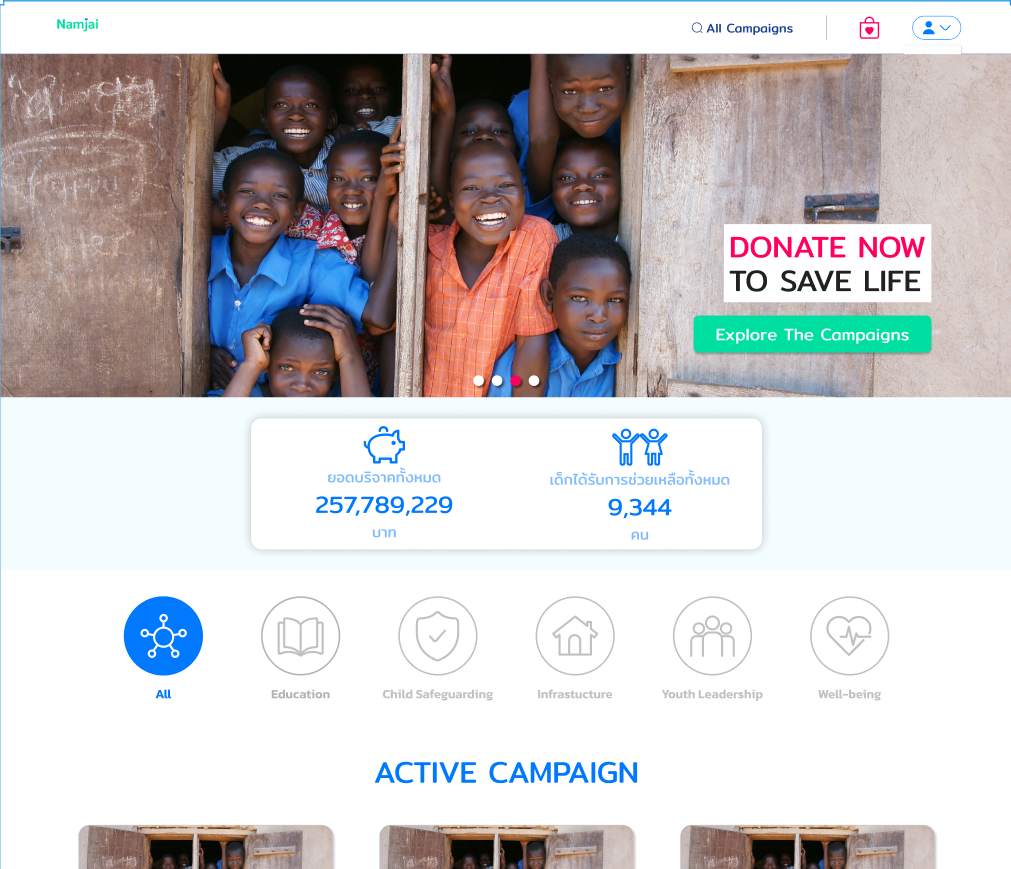 Namjai
All Campaigns
DONATE NOW
TO SAVE LIFE
Explore The Campaigns
ยอดบริจาคทั้งหมด
257,789,229
บาท
เด็กได้รับการช่วยเหลือทั้งหมด
9,344
คน
All
Education
Child Safeguarding
Infrastucture
Youth Leadership
Well-being
ACTIVE CAMPAIGN